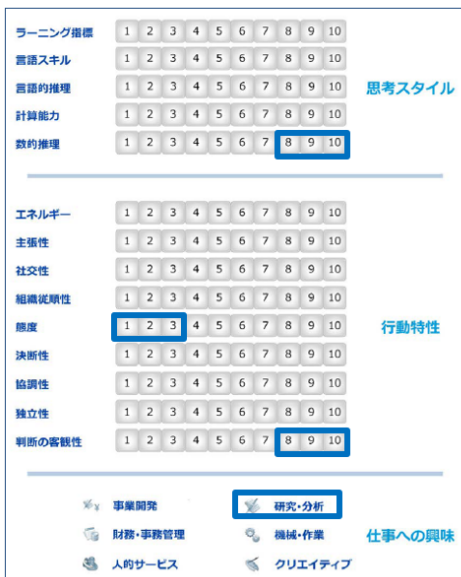 ラーニング指標 1 2 3 4 5 6 7 8 9 10
言語スキル 1 2 3 4 5 6 7 8 9 10
言語的推理 1 2 3 4 5 6 7 8 9 10 思考スタイル
計算能力 1 2 3 4 5 6 7 8 9 10
数的推理 1 2 3 4 5 6 7 8 9 10
エネルギー 1 2 3 4 5 6 7 8 9 10
主張性 1 2 3 4 5 6 7 8 9 10
社交性 1 2 3 4 5 6 7 8 9 10
組織従順性 1 2 3 4 5 6 7 8 9 10
態度 1 2 3 4 5 6 7 8 9 10 行動特性
決断性 1 2 3 4 5 6 7 8 9 10
協調性 1 2 3 4 5 6 7 8 9 10
独立性 1 2 3 4 5 6 7 8 9 10
判断の客観性 1 2 3 4 5 6 7 8 9 10
事業開発 研究・分析
財務・事務管理 機械・作業 仕事への興味
人的サービス クリエイティブ